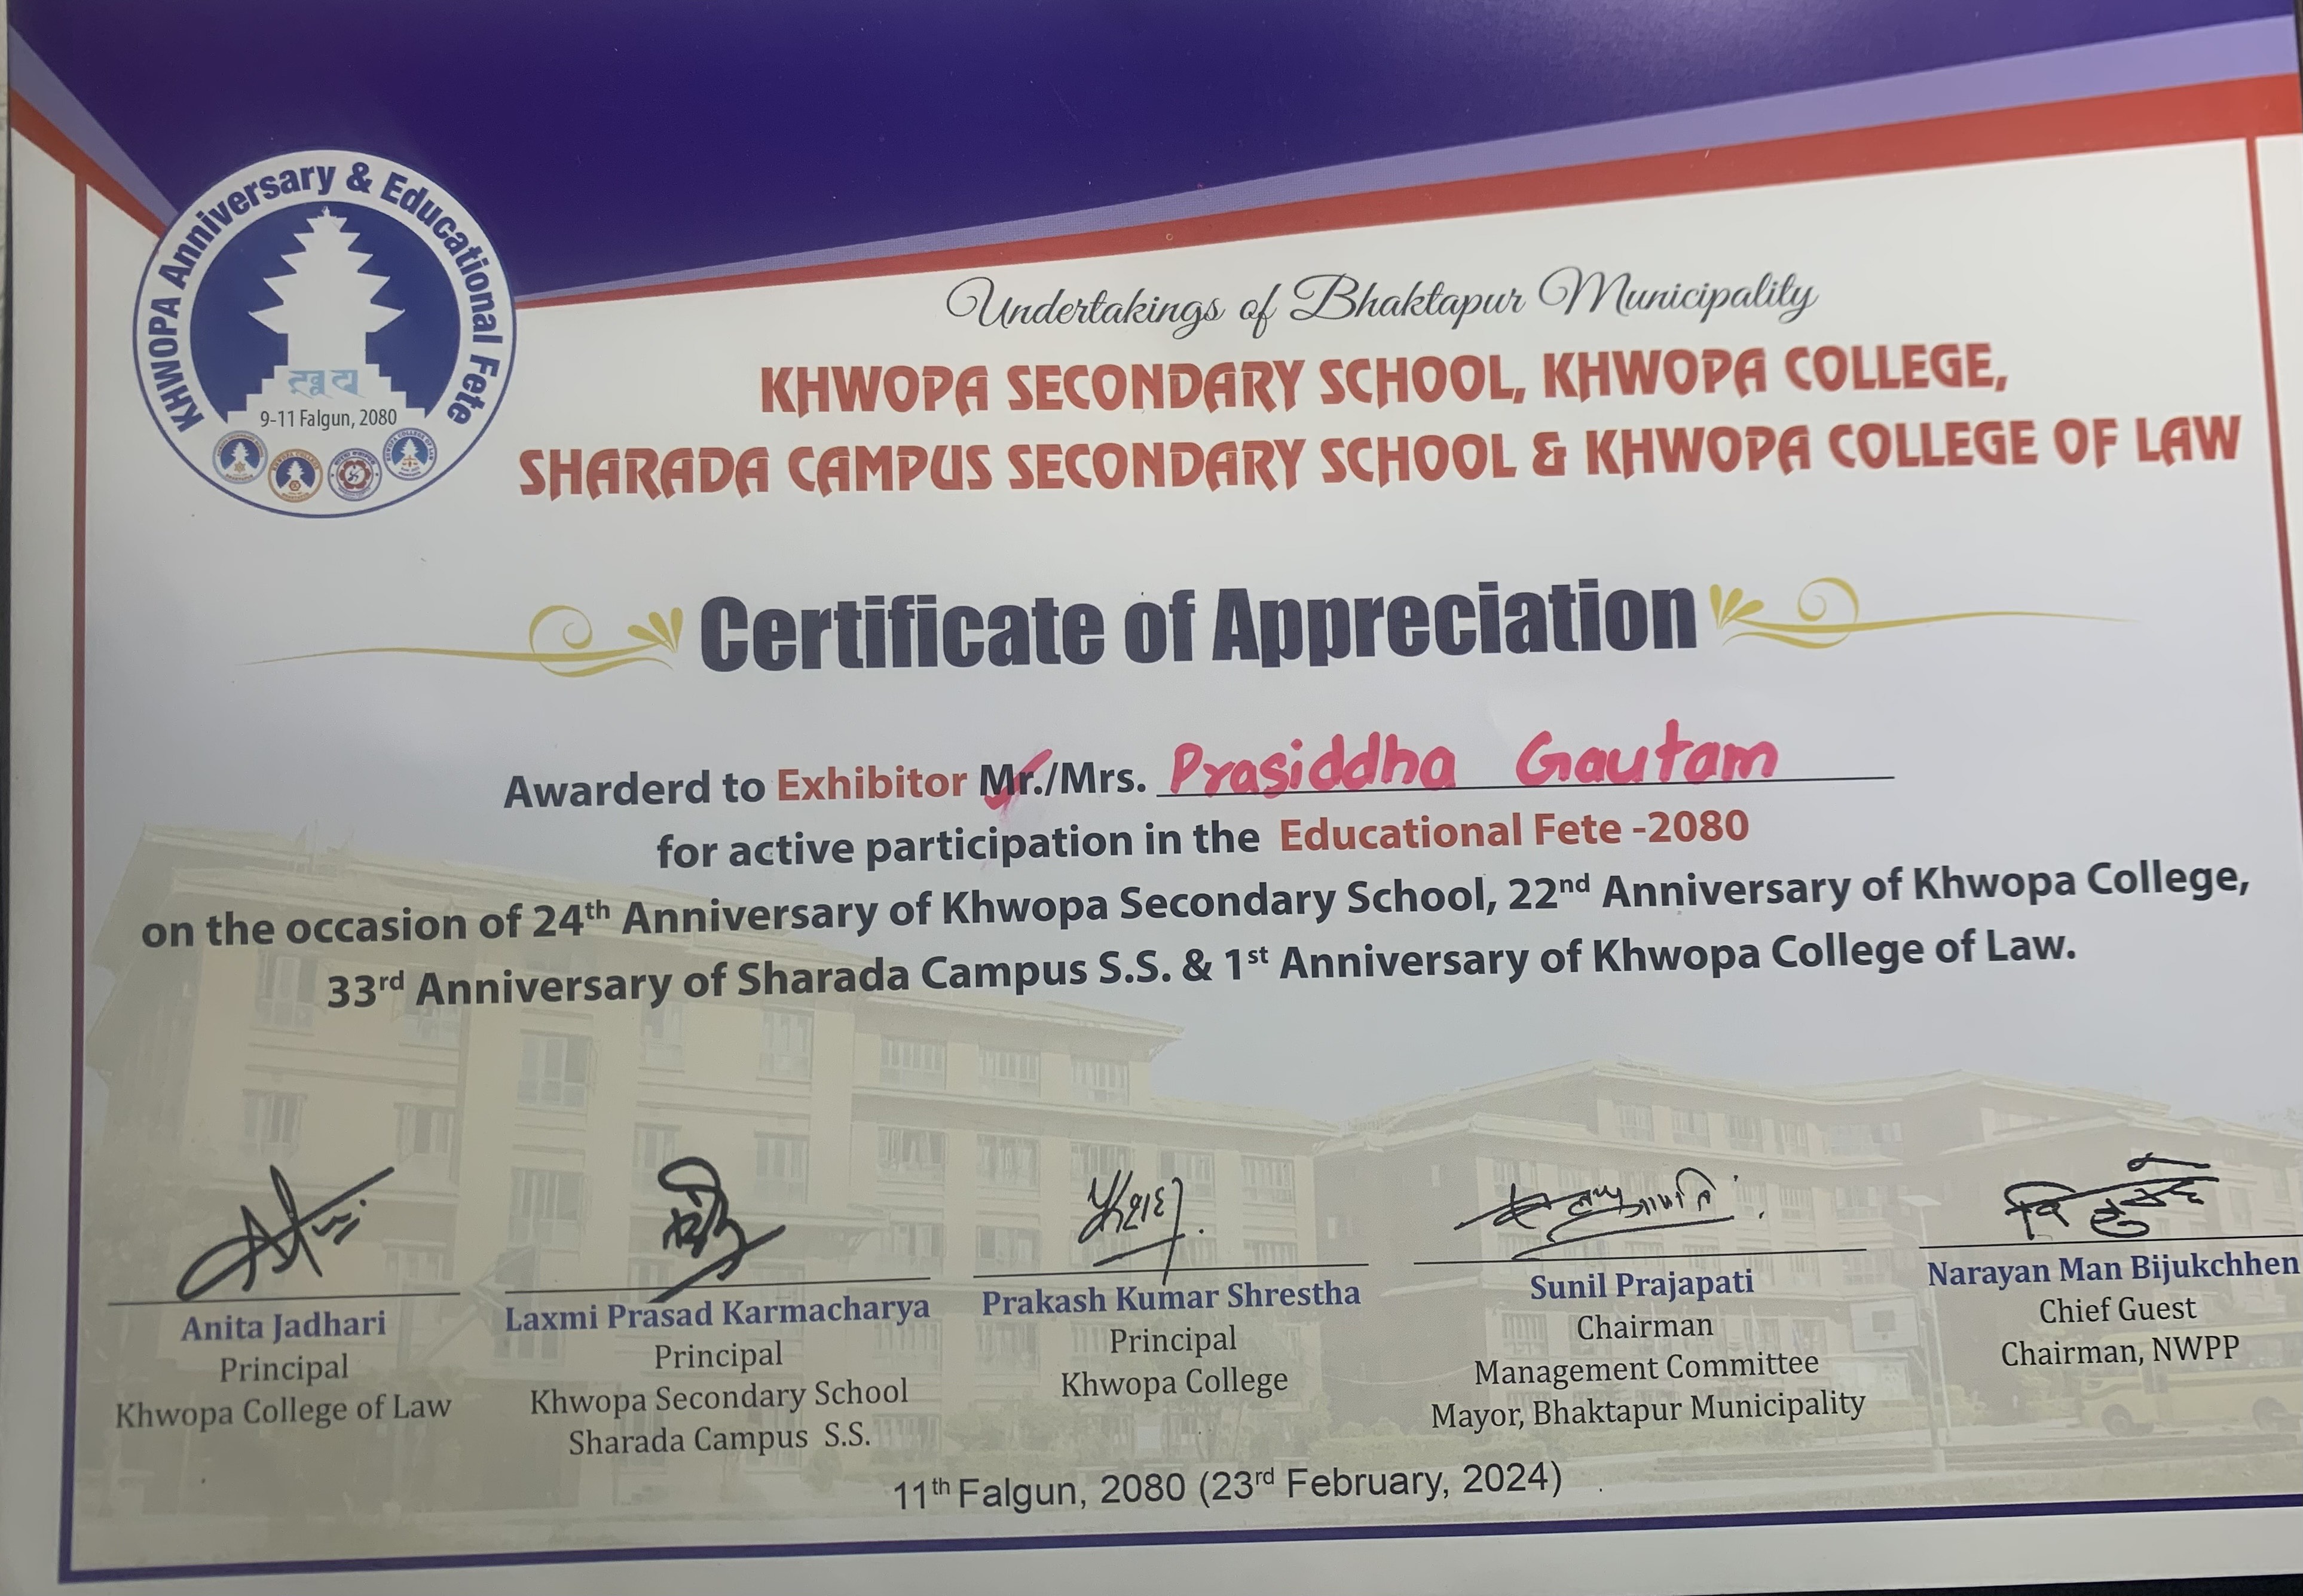 KHWOPA Anniversary & Educational Fete
9-11 Falgun, 2080
Undertakings of Bhaktapur Municipality
KHWOPA SECONDARY SCHOOL, KHWOPA COLLEGE,
SHARADA CAMPUS SECONDARY SCHOOL & KHWOPA COLLEGE OF LAW
Certificate of Appreciation
Awarderd to Exhibitor Mr./Mrs. Prasiddha Gautam
for active participation in the Educational Fete -2080
on the occasion of 24th Anniversary of Khwopa Secondary School, 22nd Anniversary of Khwopa College,
33rd Anniversary of Sharada Campus S.S. & 1st Anniversary of Khwopa College of Law.
Anita Jadhari
Principal
Khwopa College of Law
Laxmi Prasad Karmacharya
Principal
Khwopa Secondary School
Sharada Campus S.S.
Prakash Kumar Shrestha
Principal
Khwopa College
Sunil Prajapati
Chairman
Management Committee
Mayor, Bhaktapur Municipality
Narayan Man Bijukchhen
Chief Guest
Chairman, NWPP
11th Falgun, 2080 (23rd February, 2024)